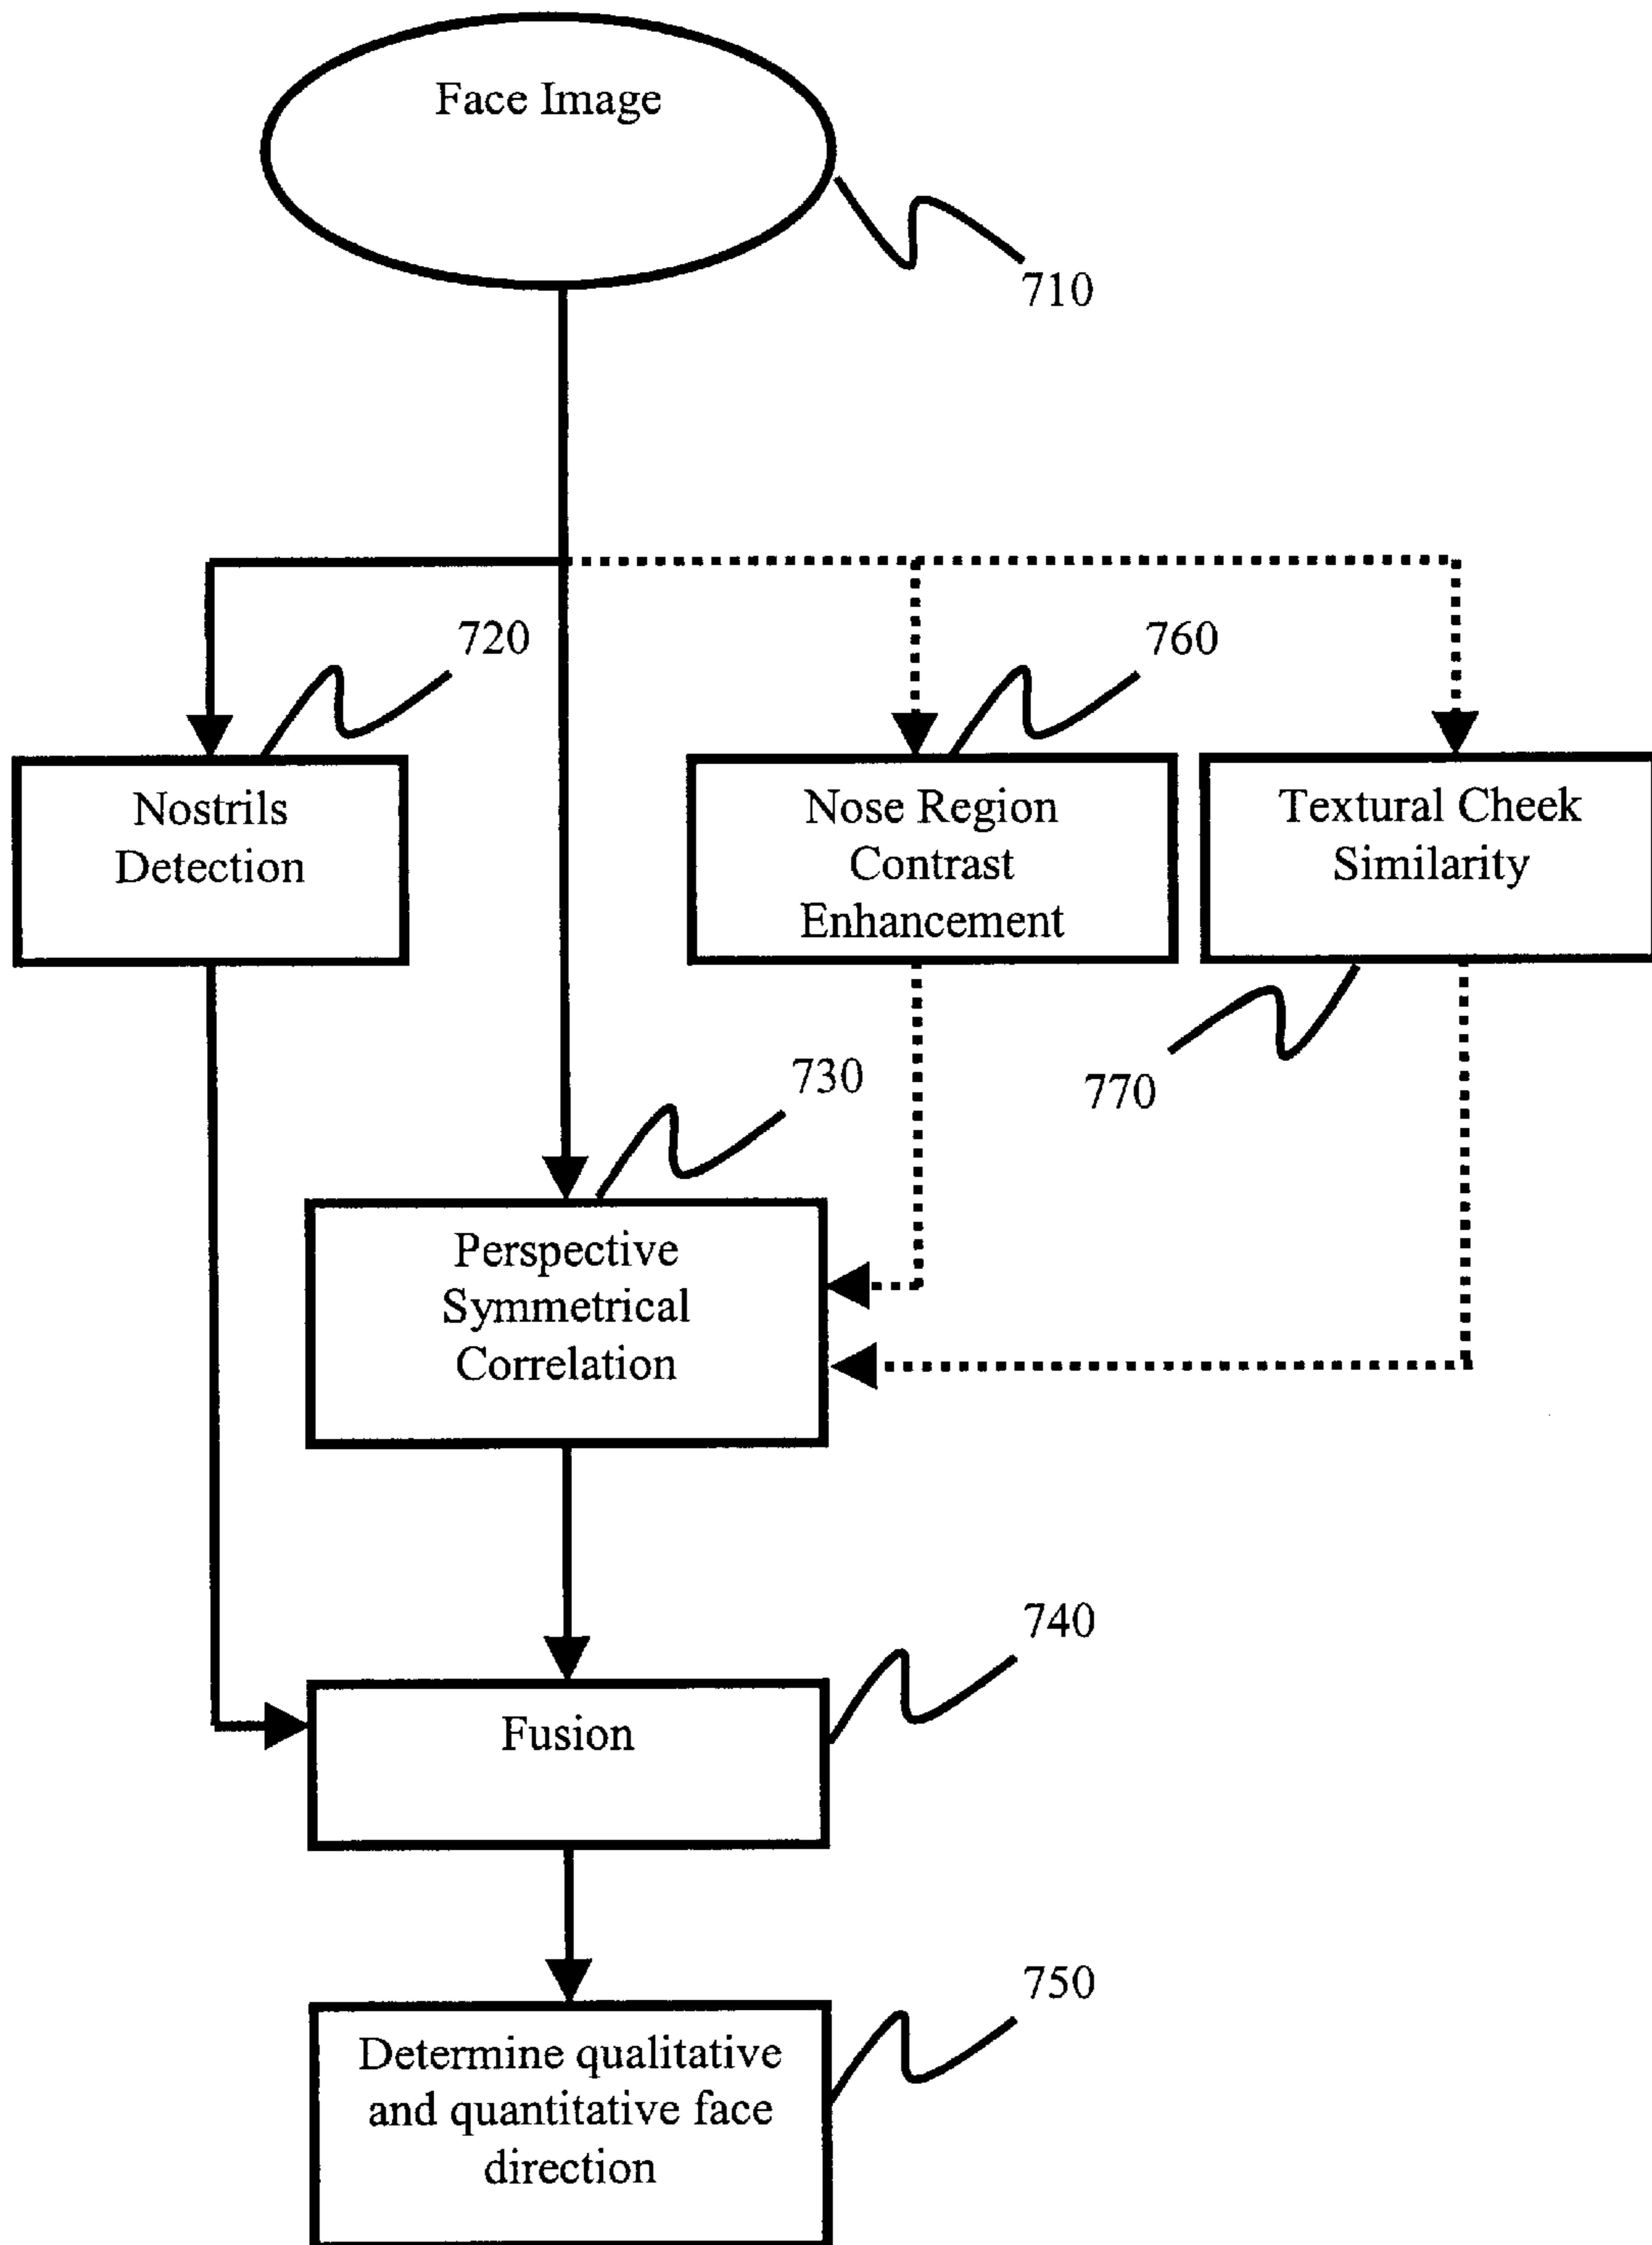 Face Image
710
720
760
Nostrils
Detection
Nose Region
Contrast
Enhancement
Textural Cheek
Similarity
730
770
Perspective
Symmetrical
Correlation
740
Fusion
750
Determine qualitative
and quantitative face
direction